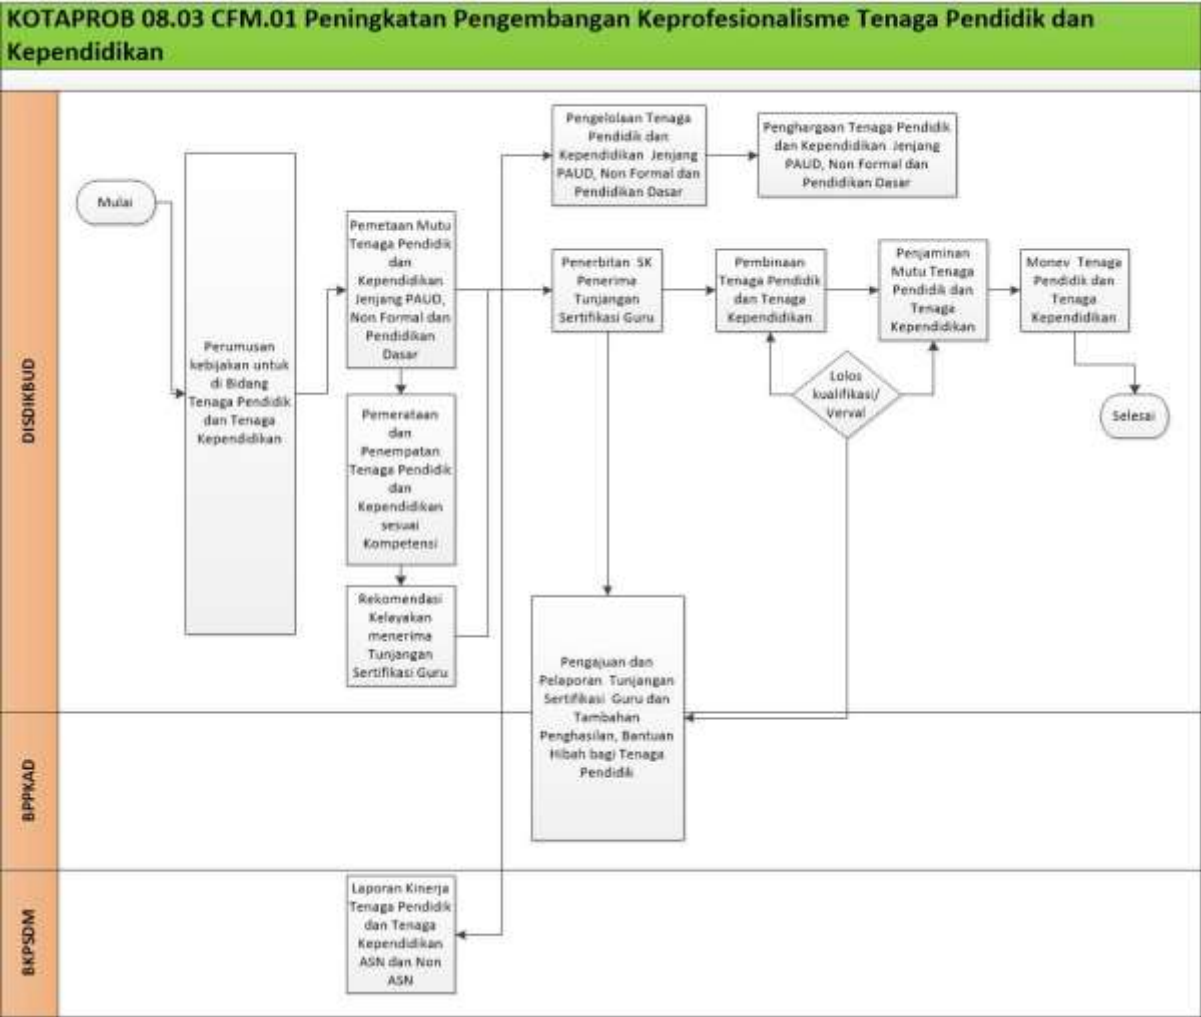 KOTAPROB 08.03 CFM.01 Peningkatan Pengembangan Keprofesionalisme Tenaga Pendidik dan
Kependidikan
DISDIKBUD
Mulai
Perumusan
kebijakan untuk
di Bidang
Tenaga Pendidik
dan Tenaga
Kependidikan
Pemetaan Mutu
Tenaga Pendidik
dan
Kependidikan
Jenjang PAUD,
Non Formal dan
Pendidikan
Dasar
Pemerataan
dan
Penempatan
Tenaga Pendidik
dan
Kependidikan
sesuai
Kompetensi
Rekomendasi
Kelayakan
menerima
Tunjangan
Sertifikasi Guru
Pengelolaan Tenaga
Pendidik dan
Kependidikan Jenjang
PAUD, Non Formal dan
Pendidikan Dasar
Penghargaan Tenaga Pendidik
dan Kependidikan Jenjang
PAUD, Non Formal dan
Pendidikan Dasar
Penerbitan SK
Penerima
Tunjangan
Sertifikasi Guru
Pembinaan
Tenaga Pendidik
dan Tenaga
Kependidikan
Penjaminan
Mutu Tenaga
Pendidik dan
Tenaga
Kependidikan
Monev Tenaga
Pendidik dan
Tenaga
Kependidikan
Lolos
kualifikasi/
Verval
Selesai
Pengajuan dan
Pelaporan Tunjangan
Sertifikasi Guru dan
Tambahan
Penghasilan, Bantuan
Hibah bagi Tenaga
Pendidik
BPPKAD
BKPSDM
Laporan Kinerja
Tenaga Pendidik
dan Tenaga
Kependidikan
ASN dan Non
ASN